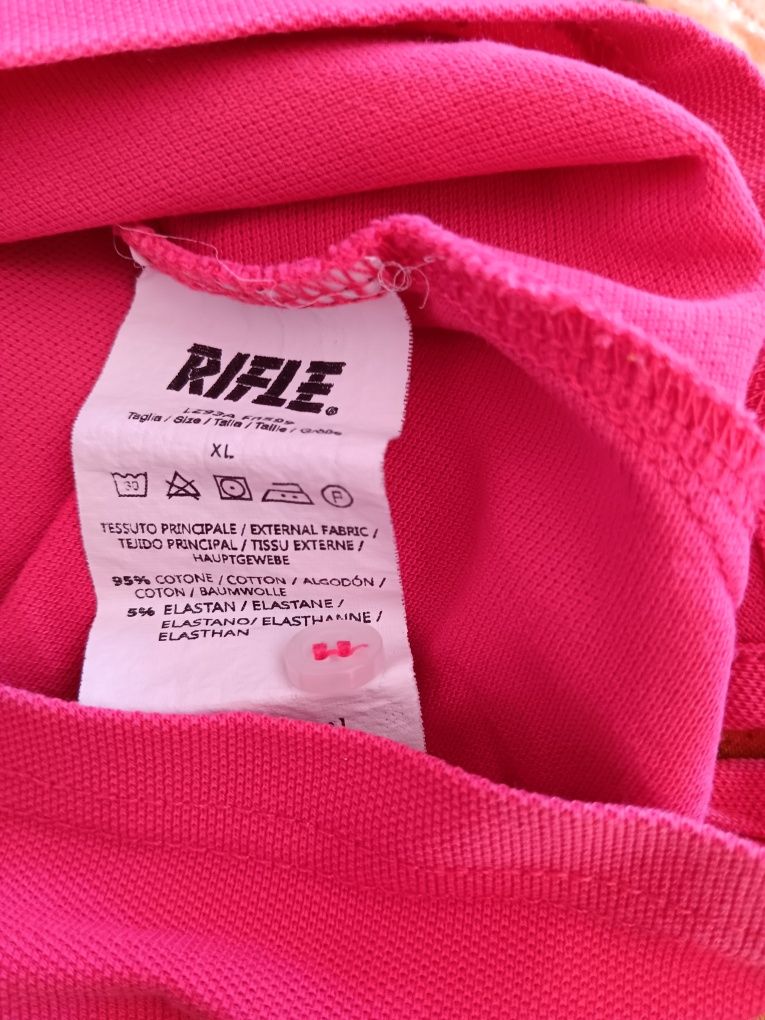 RIFLE®
Taglia / Size / Talla / Taille / Größe
XL
30 P
TESSUTO PRINCIPALE / EXTERNAL FABRIC /
TEJIDO PRINCIPAL / TISSU EXTERNE /
HAUPTGEWEBE
95% COTONE / COTTON / ALGODÓN /
COTON / BAUMWOLLE
5% ELASTAN / ELASTANE /
ELASTANO/ ELASTHANNE /
ELASTHAN